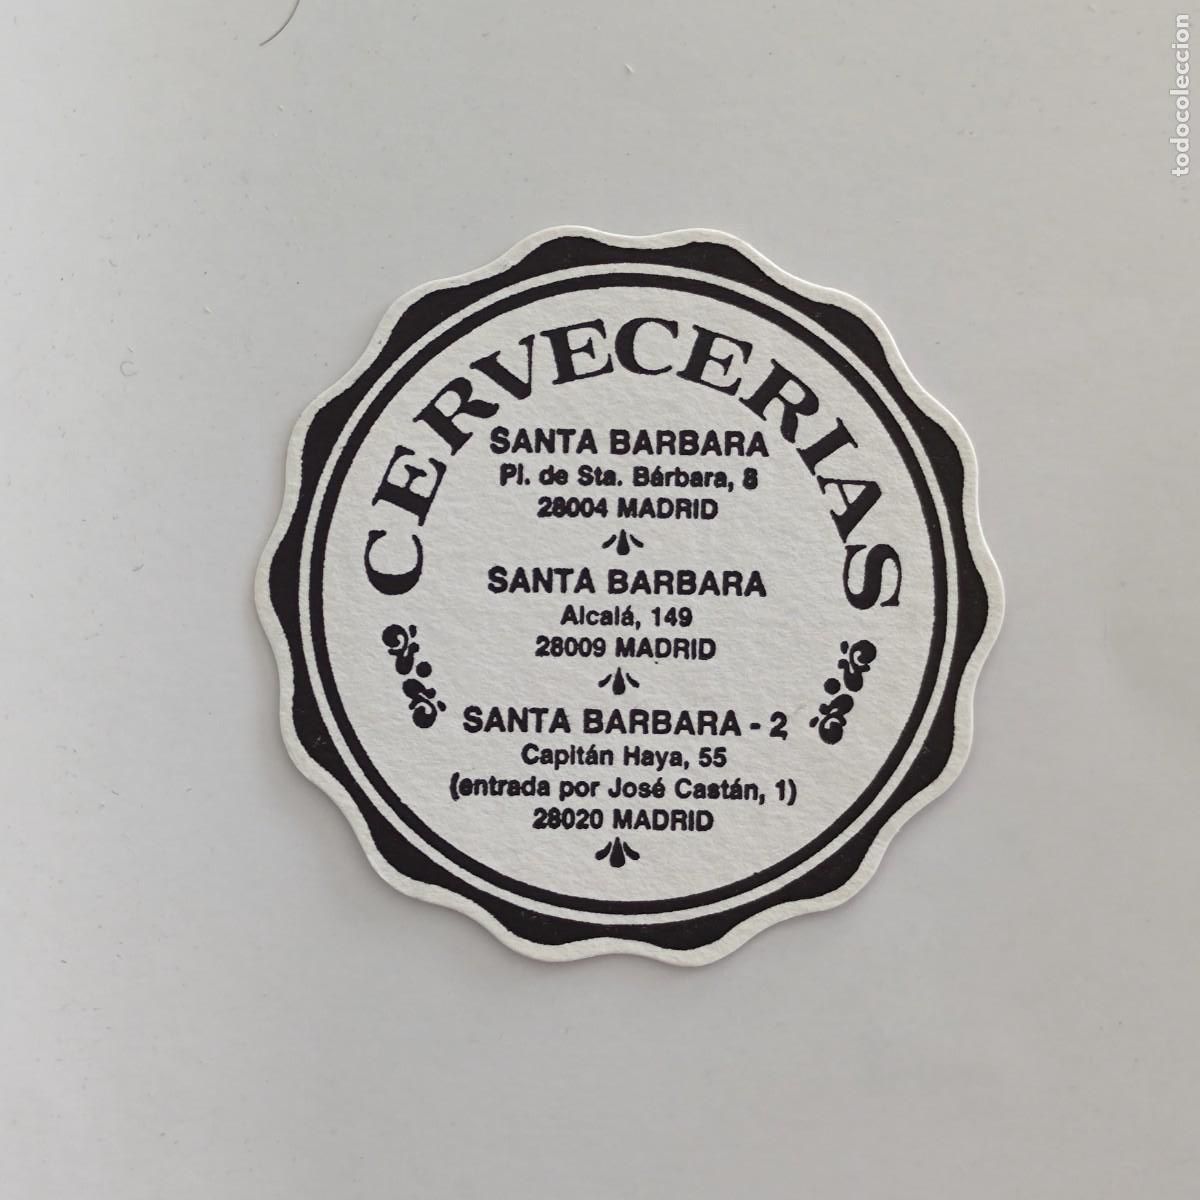 CERVECERIAS
SANTA BARBARA
Pl. de Sta. Bárbara, 8
28004 MADRID
SANTA BARBARA
Alcalá, 149
28009 MADRID
SANTA BARBARA - 2
Capitán Haya, 55
(entrada por José Castán, 1)
28020 MADRID
todocoleccion